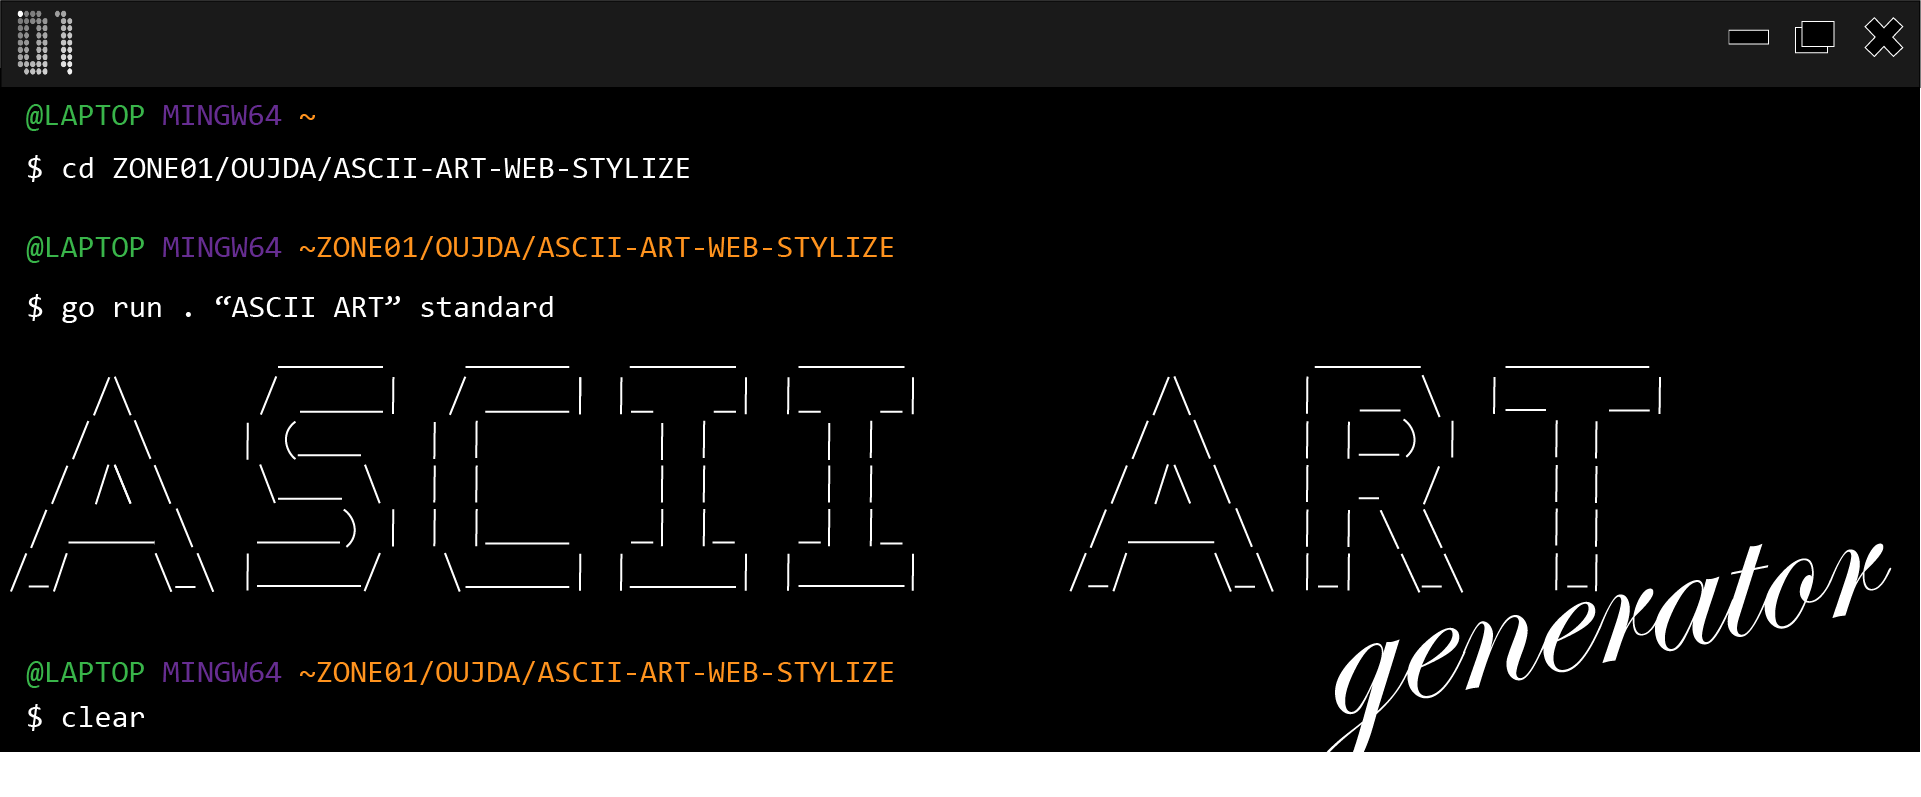 01
@LAPTOP MINGW64 ~
$ cd ZONE01/OUJDA/ASCII-ART-WEB-STYLIZE
@LAPTOP MINGW64 ~ZONE01/OUJDA/ASCII-ART-WEB-STYLIZE
$ go run . “ASCII ART” standard
ASCII ART
generator
@LAPTOP MINGW64 ~ZONE01/OUJDA/ASCII-ART-WEB-STYLIZE
$ clear